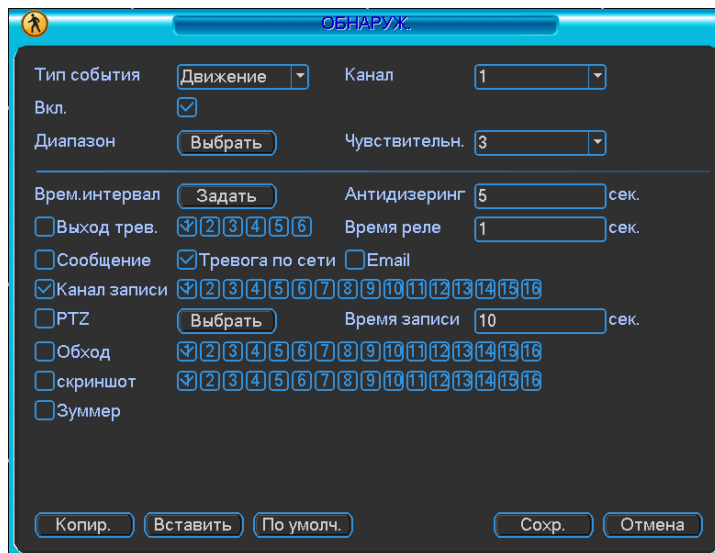 ОБНАРУЖ.
Тип события Движение Канал 1
Вкл.
Диапазон Выбрать Чувствительн. 3
Врем.интервал Задать Антидизеринг 5 сек.
Выход трев. 1 2 3 4 5 6 Время реле 1 сек.
Сообщение Тревога по сети Email
Канал записи 1 2 3 4 5 6 7 8 9 10 11 12 13 14 15 16
PTZ Выбрать Время записи 10 сек.
Обход 1 2 3 4 5 6 7 8 9 10 11 12 13 14 15 16
скриншот 1 2 3 4 5 6 7 8 9 10 11 12 13 14 15 16
Зуммер
Копир. Вставить По умолч. Сохр. Отмена